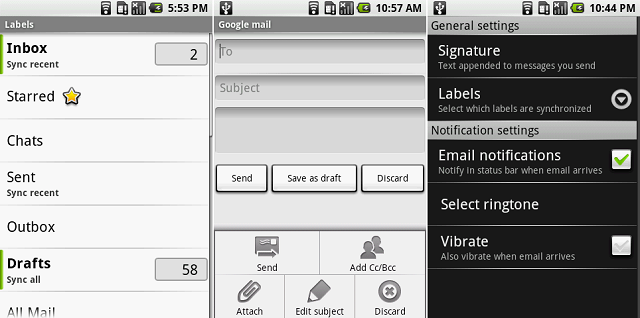 5:53 PM
Labels
Inbox
Sync recent
2
Starred
Chats
Sent
Sync recent
Outbox
Drafts
Sync all
58
All Mail
10:57 AM
Google mail
To
Subject
Send
Save as draft
Discard
Send
Add Cc/Bcc
Attach
Edit subject
Discard
10:44 PM
General settings
Signature
Text appended to messages you send
Labels
Select which labels are synchronized
Notification settings
Email notifications
Notify in status bar when email arrives
Select ringtone
Vibrate
Also vibrate when email arrives